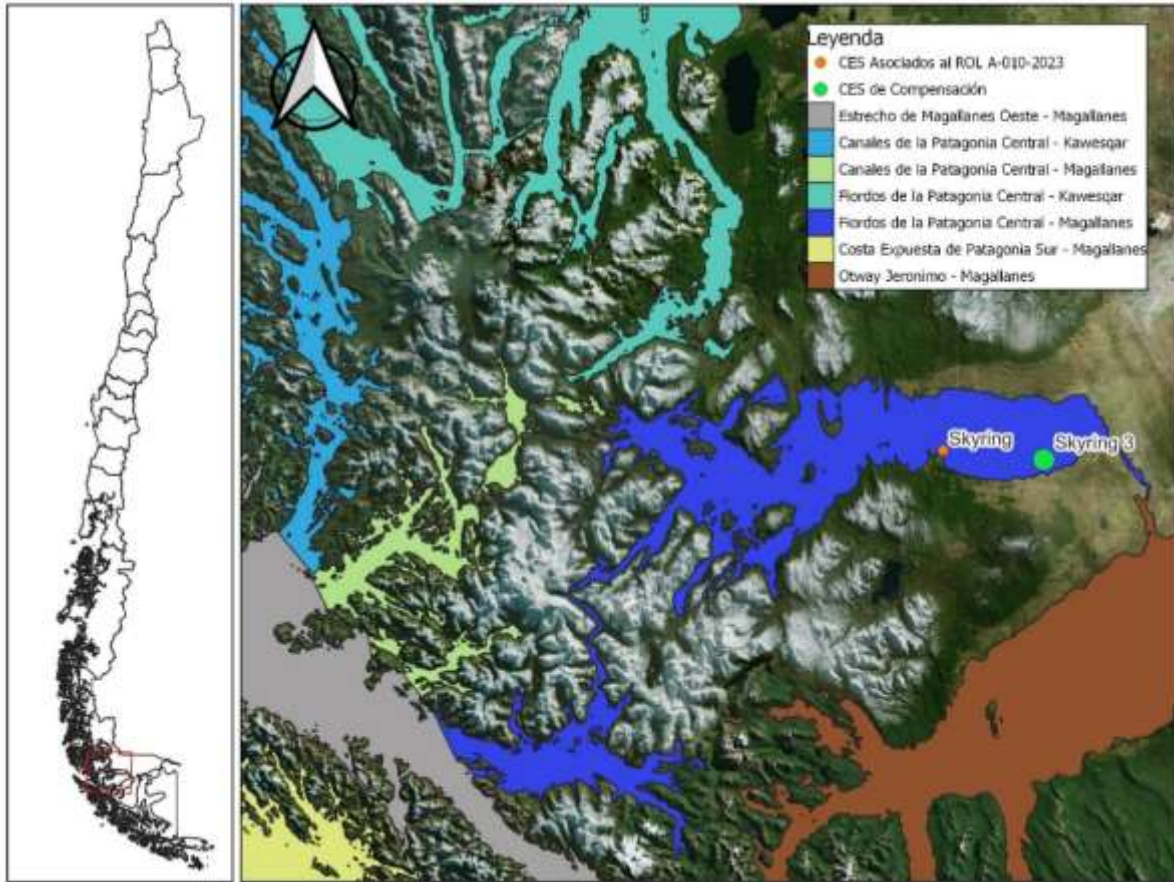 Leyenda
CES Asociados al ROL A-010-2023
CES de Compensación
Estrecho de Magallanes Oeste - Magallanes
Canales de la Patagonia Central - Kawesqar
Canales de la Patagonia Central - Magallanes
Fiordos de la Patagonia Central - Kawesqar
Fiordos de la Patagonia Central - Magallanes
Costa Expuesta de Patagonia Sur - Magallanes
Otway Jeronimo - Magallanes
Skyring
Skyring 3